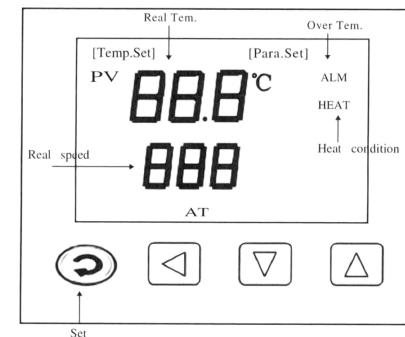 Real Tem.
Over Tem.
[Temp.Set] [Para.Set]
PV 88.8 °C ALM
HEAT
Real speed 888 Heat condition
AT
Set